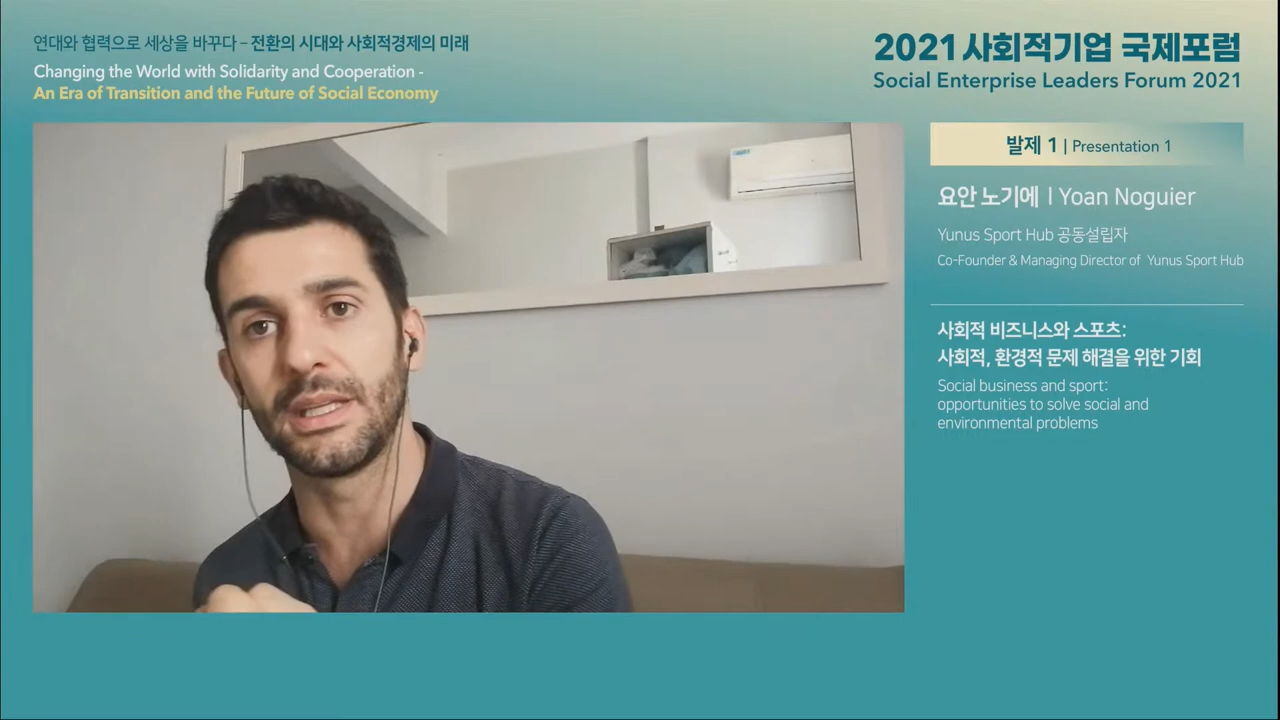 연대와 협력으로 세상을 바꾸다 – 전환의 시대와 사회적경제의 미래
Changing the World with Solidarity and Cooperation -
An Era of Transition and the Future of Social Economy
2021 사회적기업 국제포럼
Social Enterprise Leaders Forum 2021
발제 1 | Presentation 1
요안 노기에 | Yoan Noguier
Yunus Sport Hub 공동설립자
Co-Founder & Managing Director of Yunus Sport Hub
사회적 비즈니스와 스포츠:
사회적, 환경적 문제 해결을 위한 기회
Social business and sport:
opportunities to solve social and
environmental problems